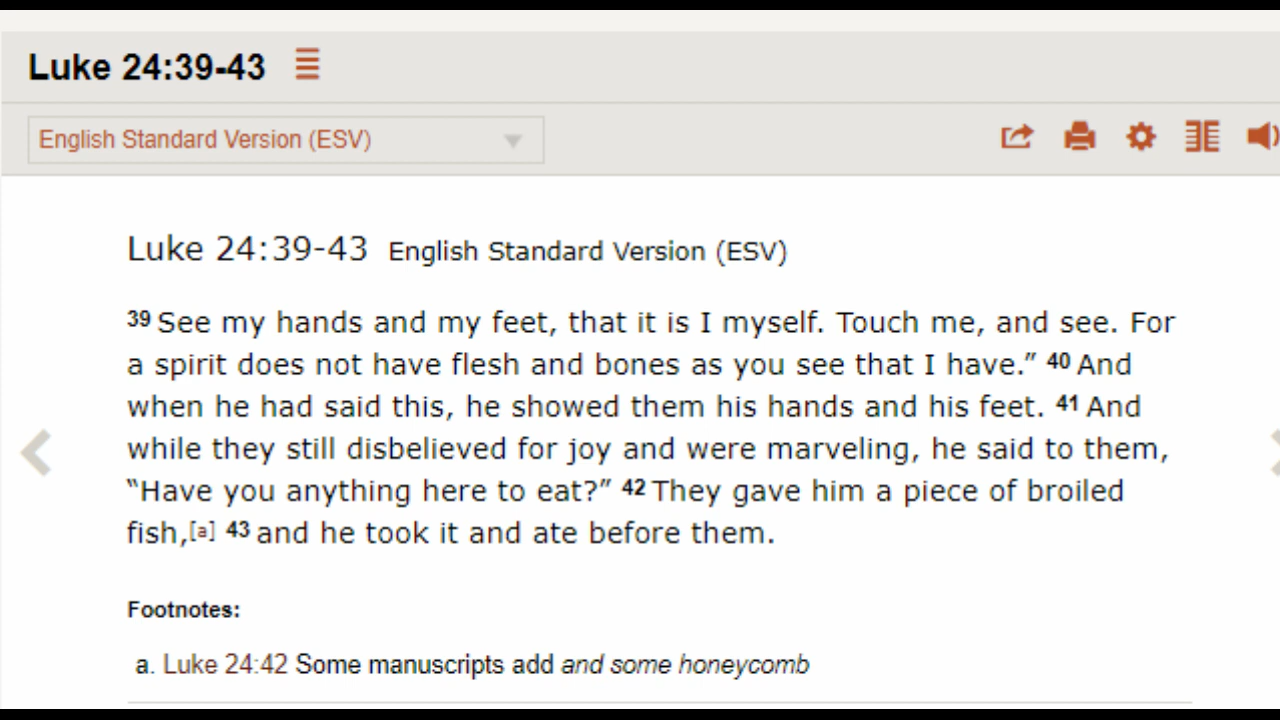 Luke 24:39-43
English Standard Version (ESV)
Luke 24:39-43 English Standard Version (ESV)
39 See my hands and my feet, that it is I myself. Touch me, and see. For
a spirit does not have flesh and bones as you see that I have.” 40 And
when he had said this, he showed them his hands and his feet. 41 And
while they still disbelieved for joy and were marveling, he said to them,
“Have you anything here to eat?” 42 They gave him a piece of broiled
fish,[a] 43 and he took it and ate before them.
Footnotes:
a. Luke 24:42 Some manuscripts add and some honeycomb